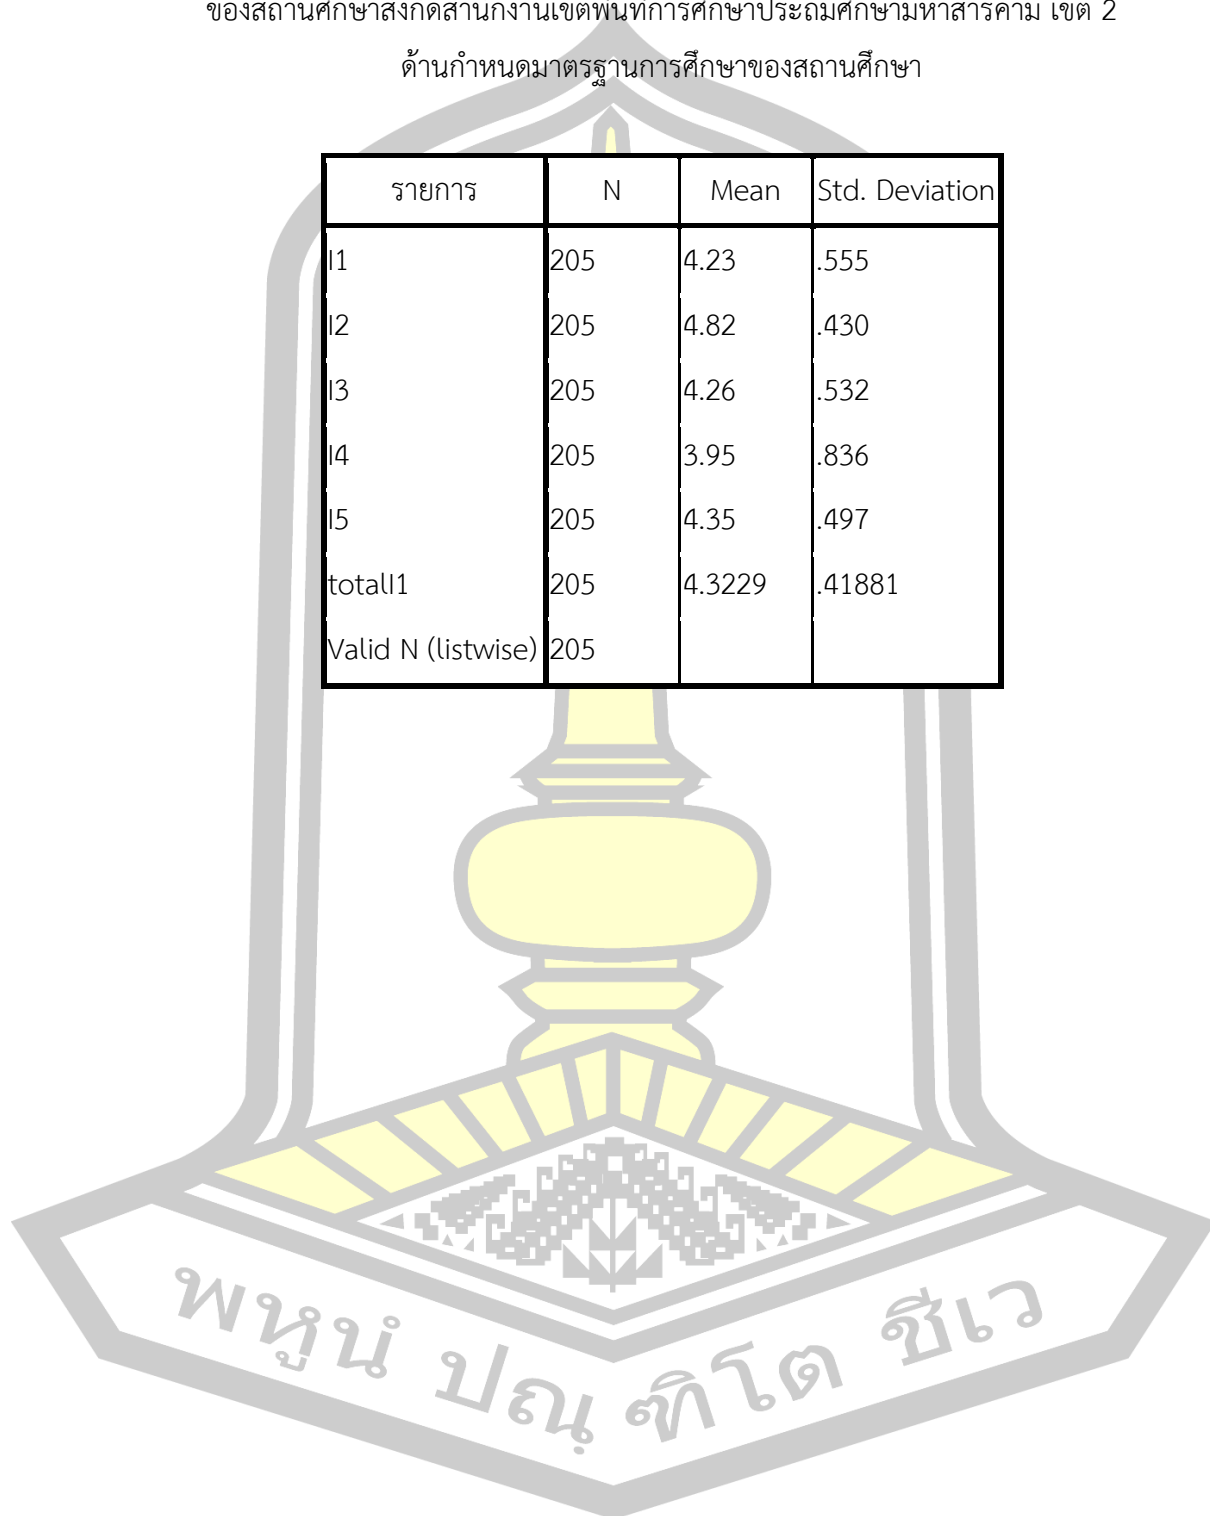 ของสถานศึกษาสังกัดสำนักงานเขตพื้นที่การศึกษาประถมศึกษามหาสารคาม เขต 2
ด้านกำหนดมาตรฐานการศึกษาของสถานศึกษา
รายการ N Mean Std. Deviation
I1 205 4.23 .555
I2 205 4.82 .430
I3 205 4.26 .532
I4 205 3.95 .836
I5 205 4.35 .497
totalI1 205 4.3229 .41881
Valid N (listwise) 205
พหูนํ ปณฺฑิโต ชีเว